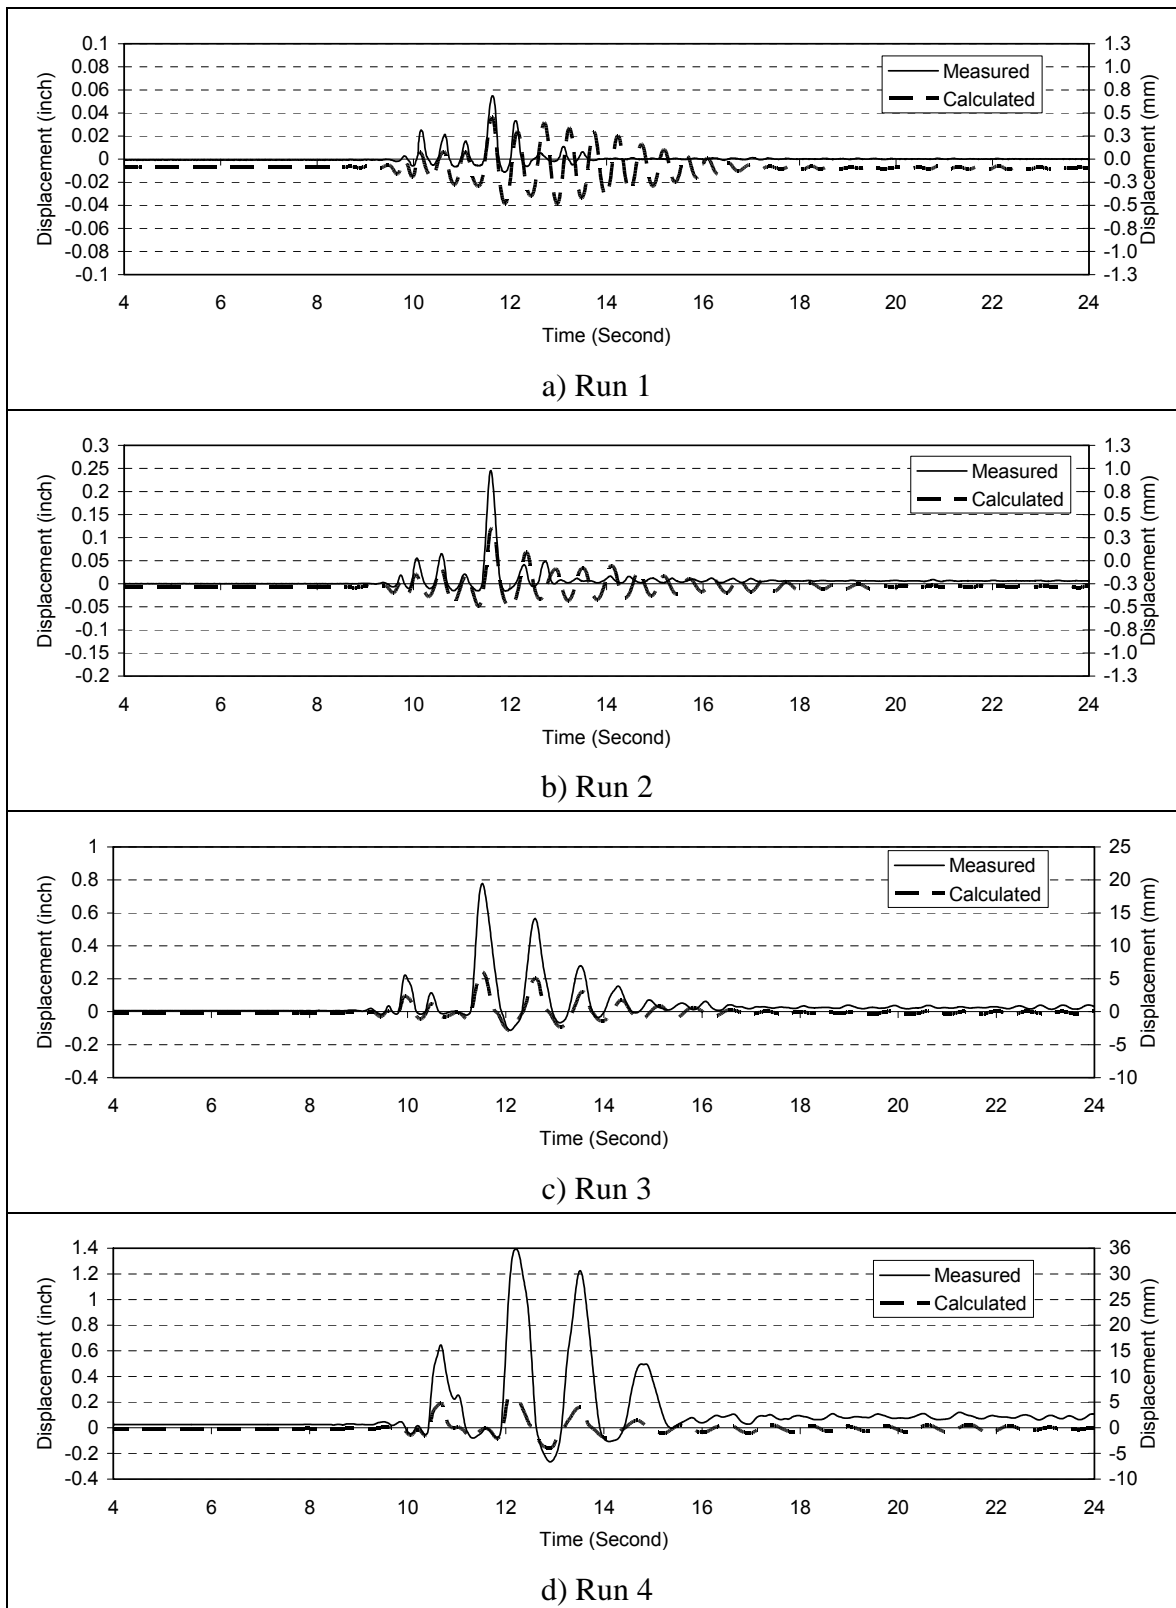 0.1
0.08
0.06
0.04
0.02
0
-0.02
-0.04
-0.06
-0.08
-0.1
Displacement (inch)
1.3
1.0
0.8
0.5
0.3
0.0
-0.3
-0.5
-0.8
-1.0
-1.3
Displacement (mm)
Measured
Calculated
4 6 8 10 12 14 16 18 20 22 24
Time (Second)
a) Run 1
0.3
0.25
0.2
0.15
0.1
0.05
0
-0.05
-0.1
-0.15
-0.2
Displacement (inch)
1.3
1.0
0.8
0.5
0.3
0.0
-0.3
-0.5
-0.8
-1.0
-1.3
Displacement (mm)
Measured
Calculated
4 6 8 10 12 14 16 18 20 22 24
Time (Second)
b) Run 2
1
0.8
0.6
0.4
0.2
0
-0.2
-0.4
Displacement (inch)
25
20
15
10
5
0
-5
-10
Displacement (mm)
Measured
Calculated
4 6 8 10 12 14 16 18 20 22 24
Time (Second)
c) Run 3
1.4
1.2
1
0.8
0.6
0.4
0.2
0
-0.2
-0.4
Displacement (inch)
36
30
25
20
15
10
5
0
-5
-10
Displacement (mm)
Measured
Calculated
4 6 8 10 12 14 16 18 20 22 24
Time (Second)
d) Run 4